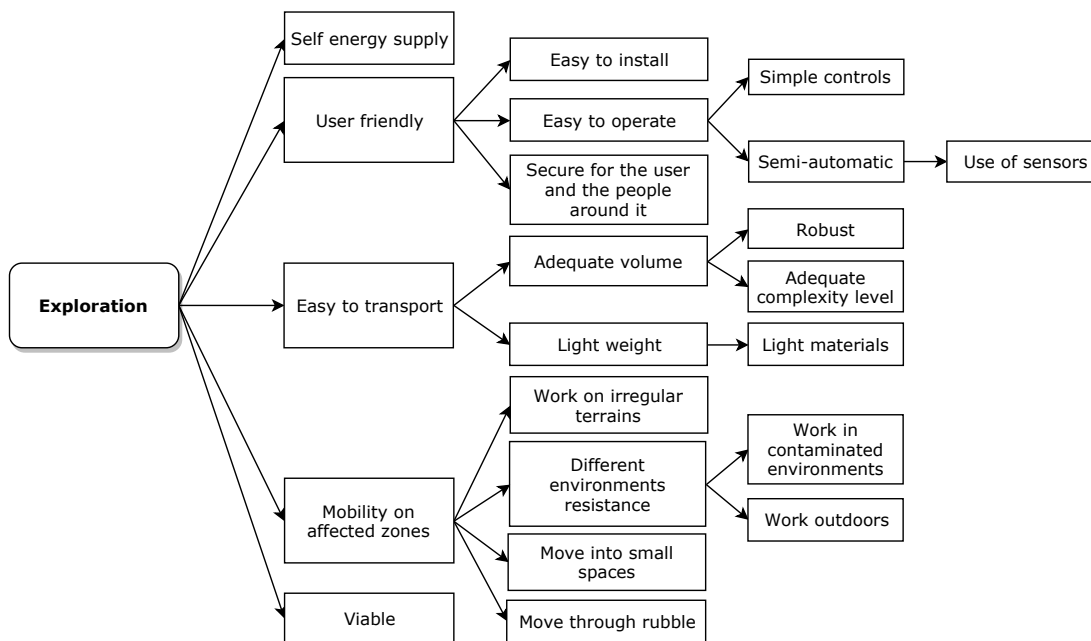 Exploration
Self energy supply
User friendly
Easy to install
Easy to operate
Simple controls
Semi-automatic
Use of sensors
Secure for the user
and the people
around it
Easy to transport
Adequate volume
Robust
Adequate
complexity level
Light weight
Light materials
Mobility on
affected zones
Work on irregular
terrains
Different
environments
resistance
Work in
contaminated
environments
Work outdoors
Move into small
spaces
Move through rubble
Viable